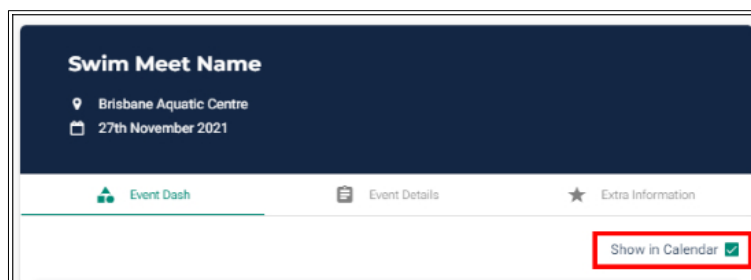 Swim Meet Name
Brisbane Aquatic Centre
27th November 2021
Event Dash
Event Details
Extra Information
Show in Calendar